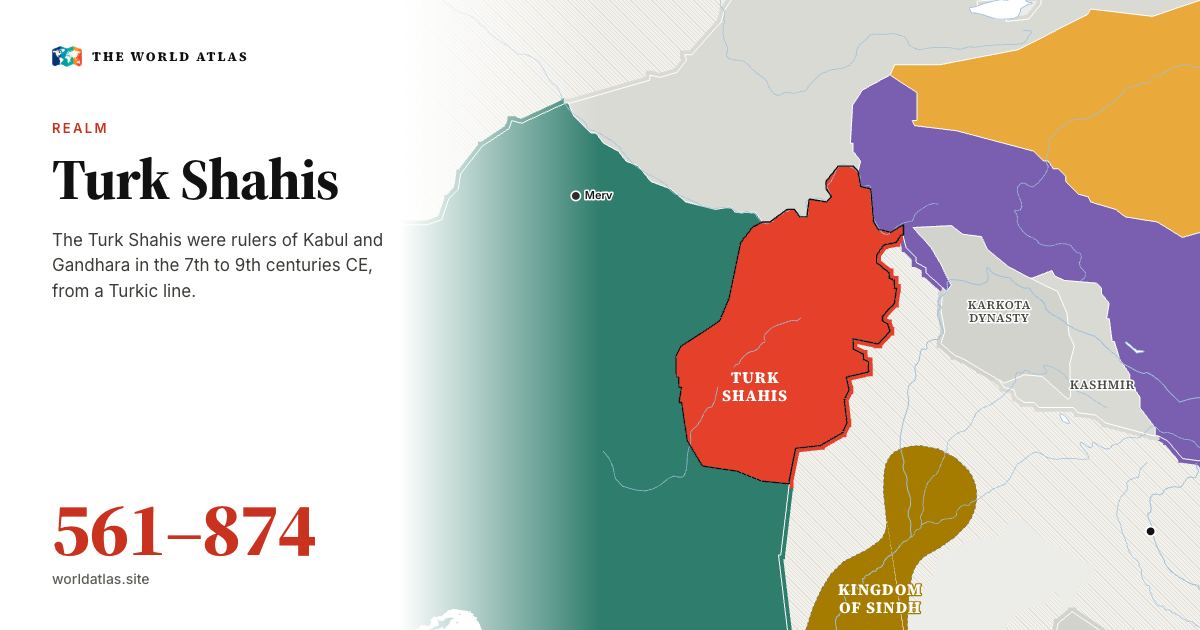 THE WORLD ATLAS
REALM
Turk Shahis
The Turk Shahis were rulers of Kabul and
Gandhara in the 7th to 9th centuries CE,
from a Turkic line.
561–874
worldatlas.site
Merv
KARKOTA
DYNASTY
KASHMIR
TURK
SHAHIS
KINGDOM
OF SINDH